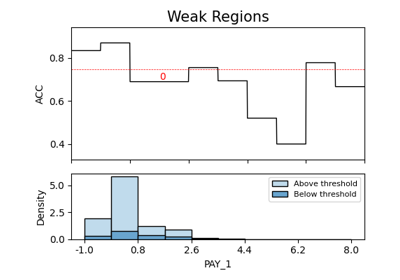 Weak Regions
0.8
0.6
0.4
ACC
0
5.0
2.5
0.0
Density
Above threshold
Below threshold
-1.0 0.8 2.6 4.4 6.2 8.0
PAY_1